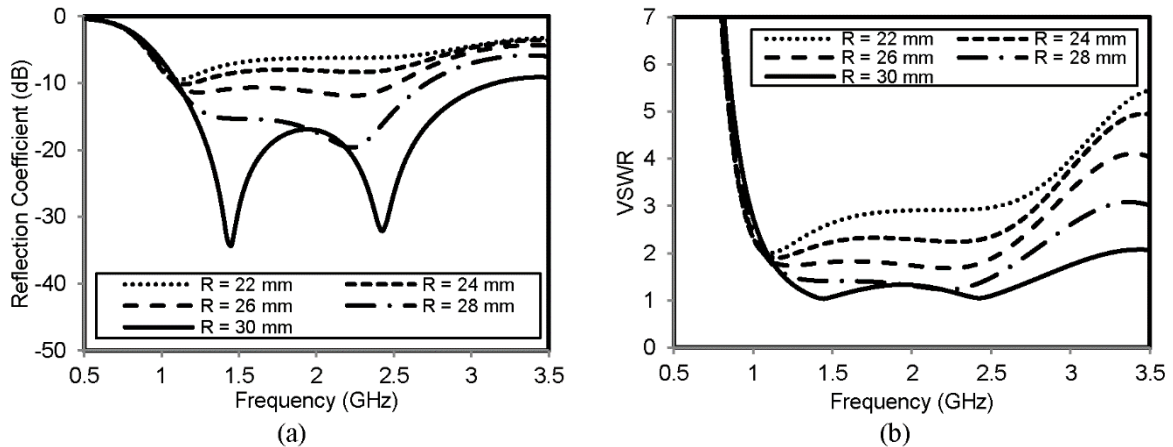 0
-10
-20
-30
-40
-50
Reflection Coefficient (dB)
R = 22 mm R = 24 mm
R = 26 mm R = 28 mm
R = 30 mm
0.5 1 1.5 2 2.5 3 3.5
Frequency (GHz)
(a)
7
6
5
4
3
2
1
0
VSWR
R = 22 mm R = 24 mm
R = 26 mm R = 28 mm
R = 30 mm
0.5 1 1.5 2 2.5 3 3.5
Frequency (GHz)
(b)